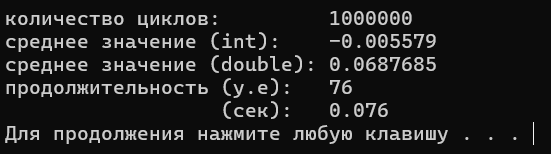 количество циклов: 1000000
среднее значение (int): -0.005579
среднее значение (double): 0.0687685
продолжительность (у.е): 76
(сек): 0.076
Для продолжения нажмите любую клавишу . . .